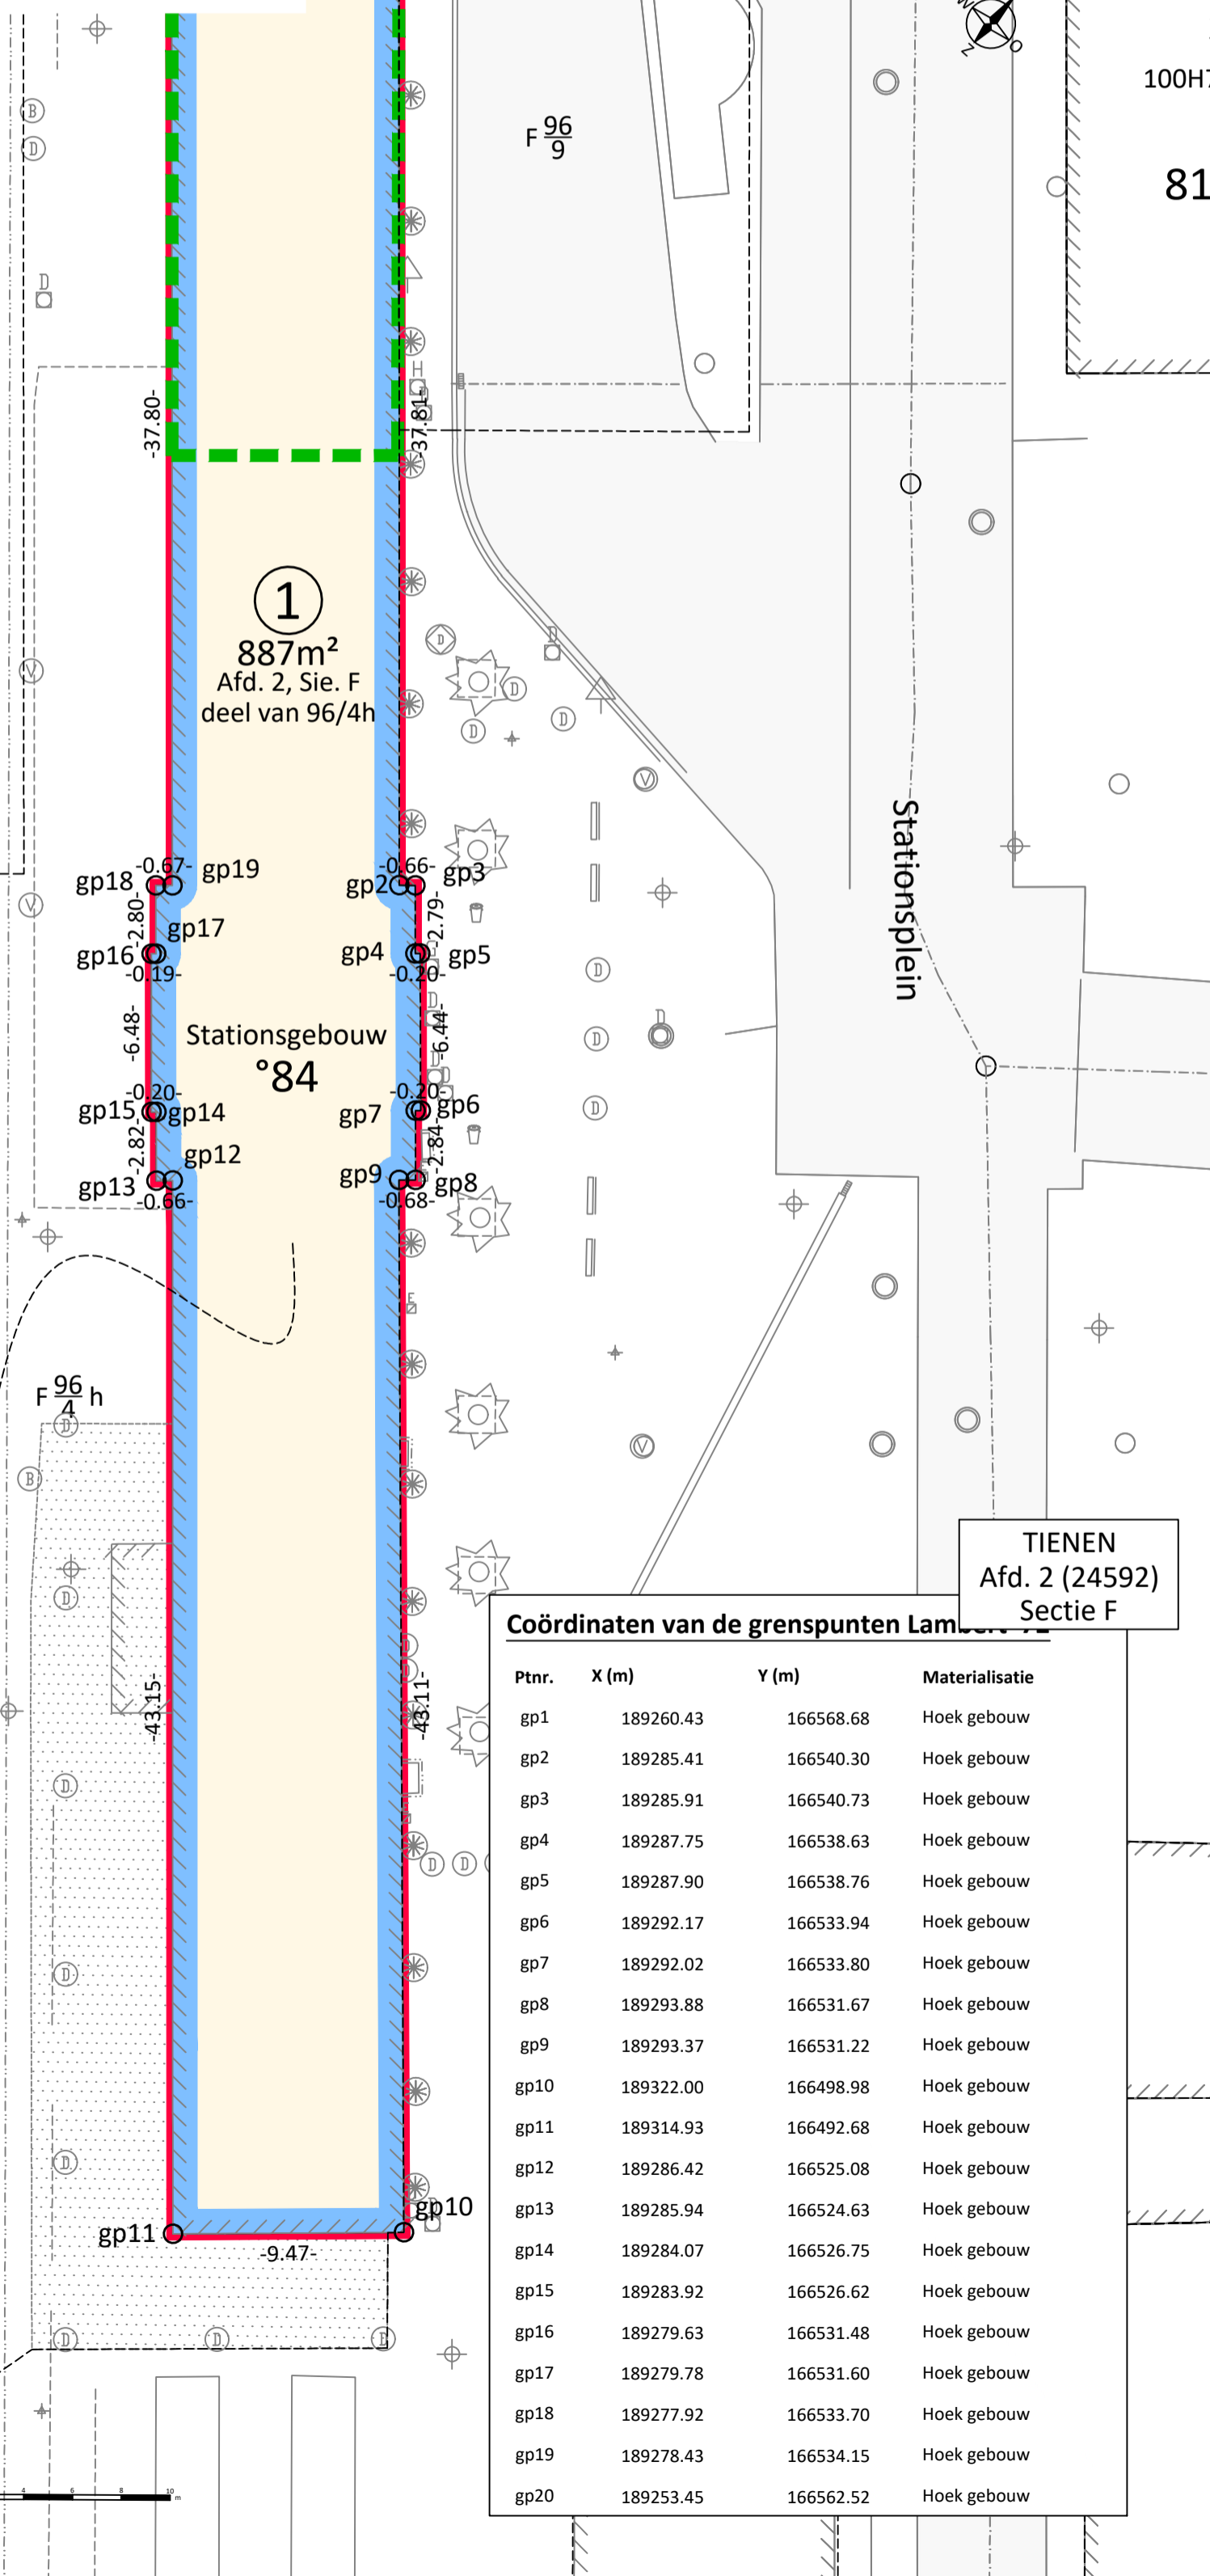 W
Z
O
B
D
F 96/9
100H7
81
D
-37.80-
-37.81-
H
1
887m²
Afd. 2, Sie. F
deel van 96/4h
D
D
D
D
D
V
V
V
Stationsplein
-0.67-
gp19
-0.66-
gp3
gp18
gp2
-2.80-
-2.79-
gp17
gp16
gp4
gp5
-0.19-
-0.20-
D
D
-6.48-
-6.44-
Stationsgebouw
°84
D
D
D
-0.20-
-0.20-
gp15
gp14
gp7
gp6
D
-2.82-
-2.84-
gp12
gp13
gp9
gp8
-0.66-
-0.68-
E
F 96/4 h
D
B
V
TIENEN
Afd. 2 (24592)
Sectie F
D
-43.15-
-43.11-
D
D
D
D
D
gp10
gp11
-9.47-
D
D
D
4 6 8 10 m
Coördinaten van de grenspunten Lambert-72
Ptnr. X (m) Y (m) Materialisatie
gp1 189260.43 166568.68 Hoek gebouw
gp2 189285.41 166540.30 Hoek gebouw
gp3 189285.91 166540.73 Hoek gebouw
gp4 189287.75 166538.63 Hoek gebouw
gp5 189287.90 166538.76 Hoek gebouw
gp6 189292.17 166533.94 Hoek gebouw
gp7 189292.02 166533.80 Hoek gebouw
gp8 189293.88 166531.67 Hoek gebouw
gp9 189293.37 166531.22 Hoek gebouw
gp10 189322.00 166498.98 Hoek gebouw
gp11 189314.93 166492.68 Hoek gebouw
gp12 189286.42 166525.08 Hoek gebouw
gp13 189285.94 166524.63 Hoek gebouw
gp14 189284.07 166526.75 Hoek gebouw
gp15 189283.92 166526.62 Hoek gebouw
gp16 189279.63 166531.48 Hoek gebouw
gp17 189279.78 166531.60 Hoek gebouw
gp18 189277.92 166533.70 Hoek gebouw
gp19 189278.43 166534.15 Hoek gebouw
gp20 189253.45 166562.52 Hoek gebouw